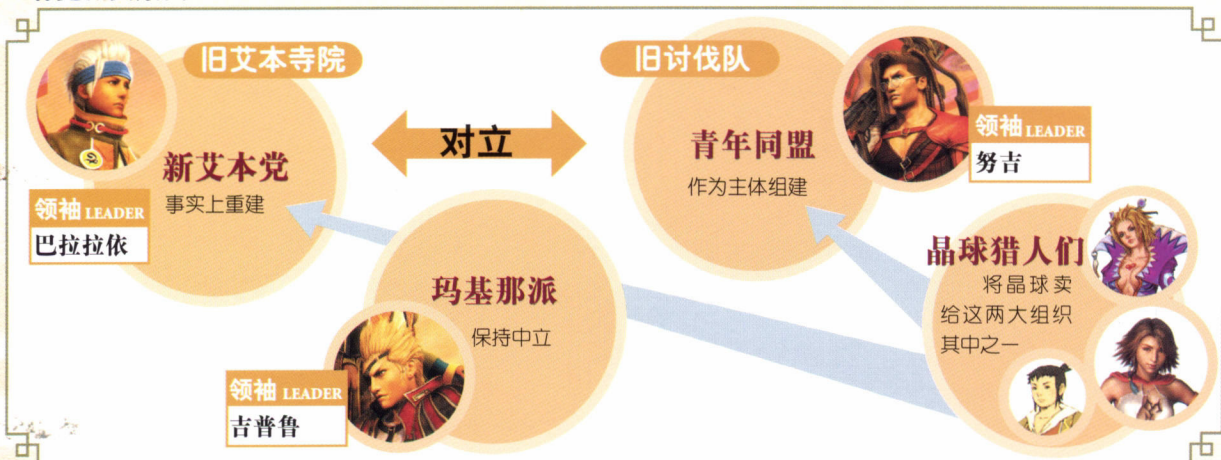 旧艾本寺院
新艾本党
事实上重建
领袖 LEADER
巴拉拉依
对立
旧讨伐队
青年同盟
作为主体组建
领袖 LEADER
努吉
玛基那派
保持中立
领袖 LEADER
吉普鲁
晶球猎人们
将晶球卖
给这两大组织
其中之一